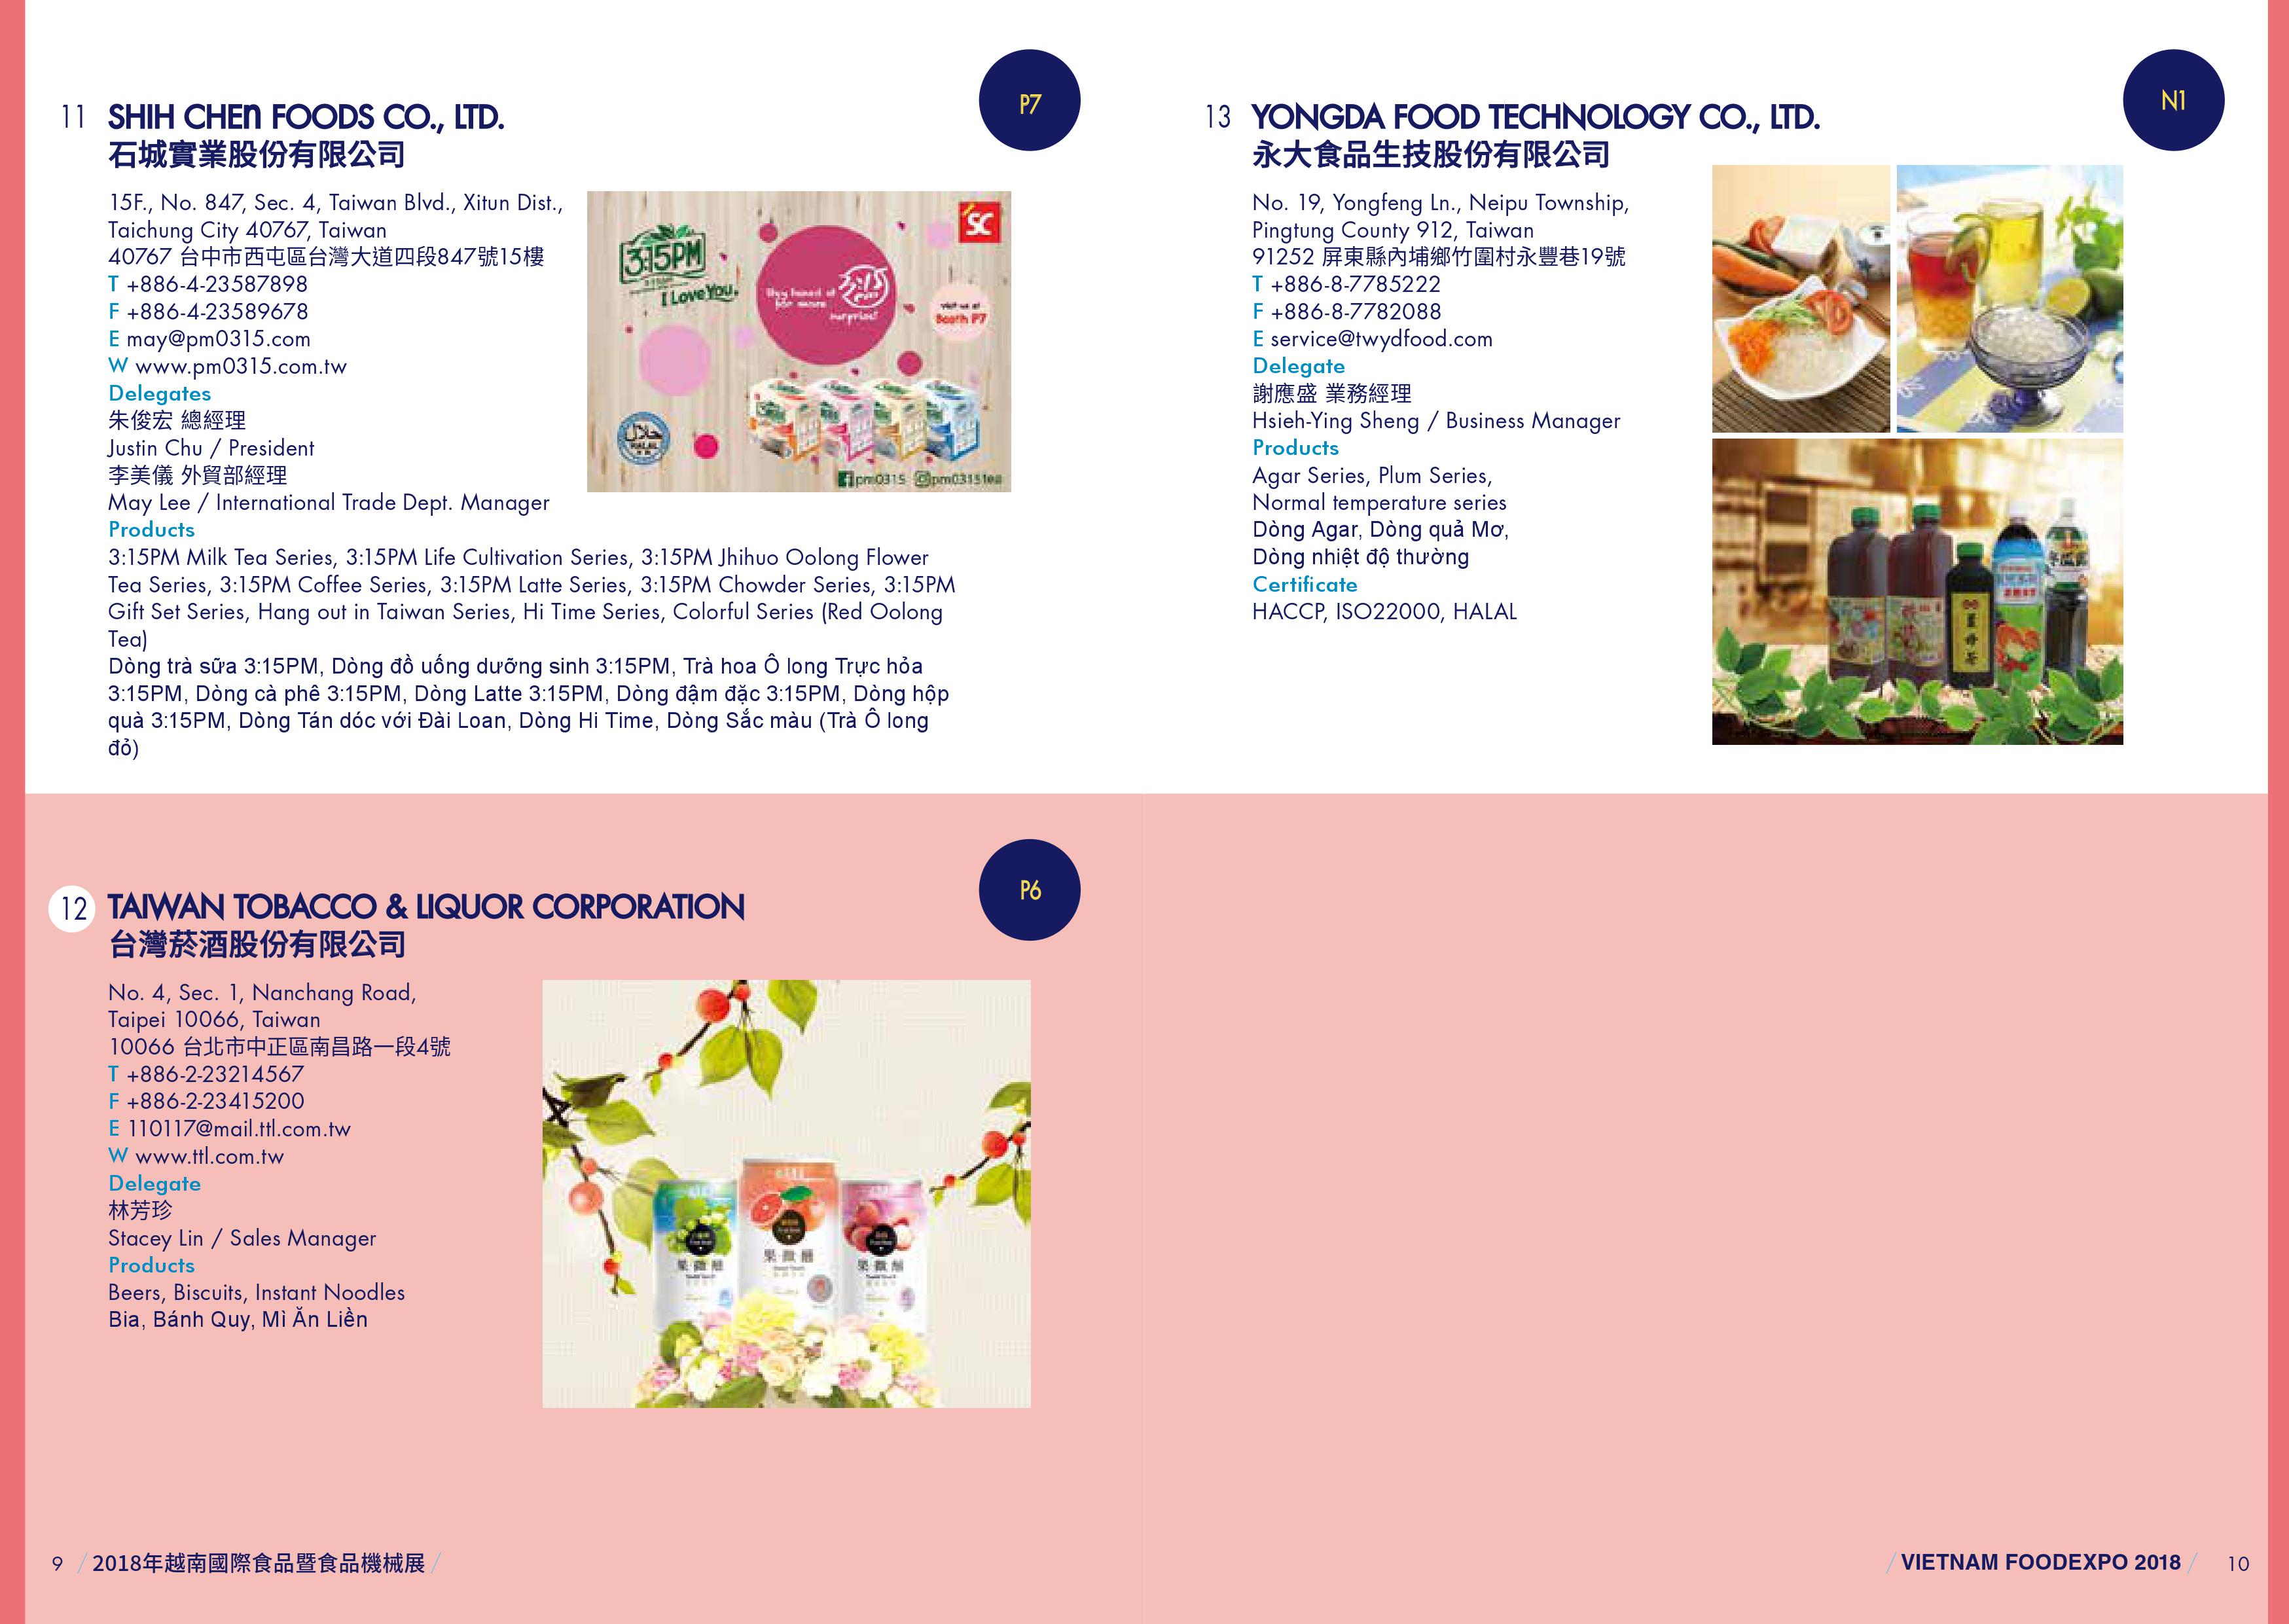 P7
11 SHIH CHEn FOODS CO., LTD.
石城實業股份有限公司
15F., No. 847, Sec. 4, Taiwan Blvd., Xitun Dist.,
Taichung City 40767, Taiwan
40767 台中市西屯區台灣大道四段847號15樓
T +886-4-23587898
F +886-4-23589678
E may@pm0315.com
W www.pm0315.com.tw
Delegates
朱俊宏 總經理
Justin Chu / President
李美儀 外貿部經理
May Lee / International Trade Dept. Manager
SC
3:15PM
I Love You.
3:15
surprise!
visit us at
Booth P7
HALAL
pm0315 pm0315tea
Products
3:15PM Milk Tea Series, 3:15PM Life Cultivation Series, 3:15PM Jhihuo Oolong Flower
Tea Series, 3:15PM Coffee Series, 3:15PM Latte Series, 3:15PM Chowder Series, 3:15PM
Gift Set Series, Hang out in Taiwan Series, Hi Time Series, Colorful Series (Red Oolong
Tea)
Dòng trà sữa 3:15PM, Dòng đồ uống dưỡng sinh 3:15PM, Trà hoa Ô long Trực hỏa
3:15PM, Dòng cà phê 3:15PM, Dòng Latte 3:15PM, Dòng đậm đặc 3:15PM, Dòng hộp
quà 3:15PM, Dòng Tán dóc với Đài Loan, Dòng Hi Time, Dòng Sắc màu (Trà Ô long
đỏ)
P6
12 TAIWAN TOBACCO & LIQUOR CORPORATION
台灣菸酒股份有限公司
No. 4, Sec. 1, Nanchang Road,
Taipei 10066, Taiwan
10066 台北市中正區南昌路一段4號
T +886-2-23214567
F +886-2-23415200
E 110117@mail.ttl.com.tw
W www.ttl.com.tw
Delegate
林芳珍
Stacey Lin / Sales Manager
Products
Beers, Biscuits, Instant Noodles
Bia, Bánh Quy, Mì Ăn Liền
果微醺
果微醺
果微醺
9 / 2018年越南國際食品暨食品機械展 /
N1
13 YONGDA FOOD TECHNOLOGY CO., LTD.
永大食品生技股份有限公司
No. 19, Yongfeng Ln., Neipu Township,
Pingtung County 912, Taiwan
91252 屏東縣內埔鄉竹圍村永豐巷19號
T +886-8-7785222
F +886-8-7782088
E service@twydfood.com
Delegate
謝應盛 業務經理
Hsieh-Ying Sheng / Business Manager
Products
Agar Series, Plum Series,
Normal temperature series
Dòng Agar, Dòng quả Mơ,
Dòng nhiệt độ thường
Certificate
HACCP, ISO22000, HALAL
薑母茶
/ VIETNAM FOODEXPO 2018 / 10